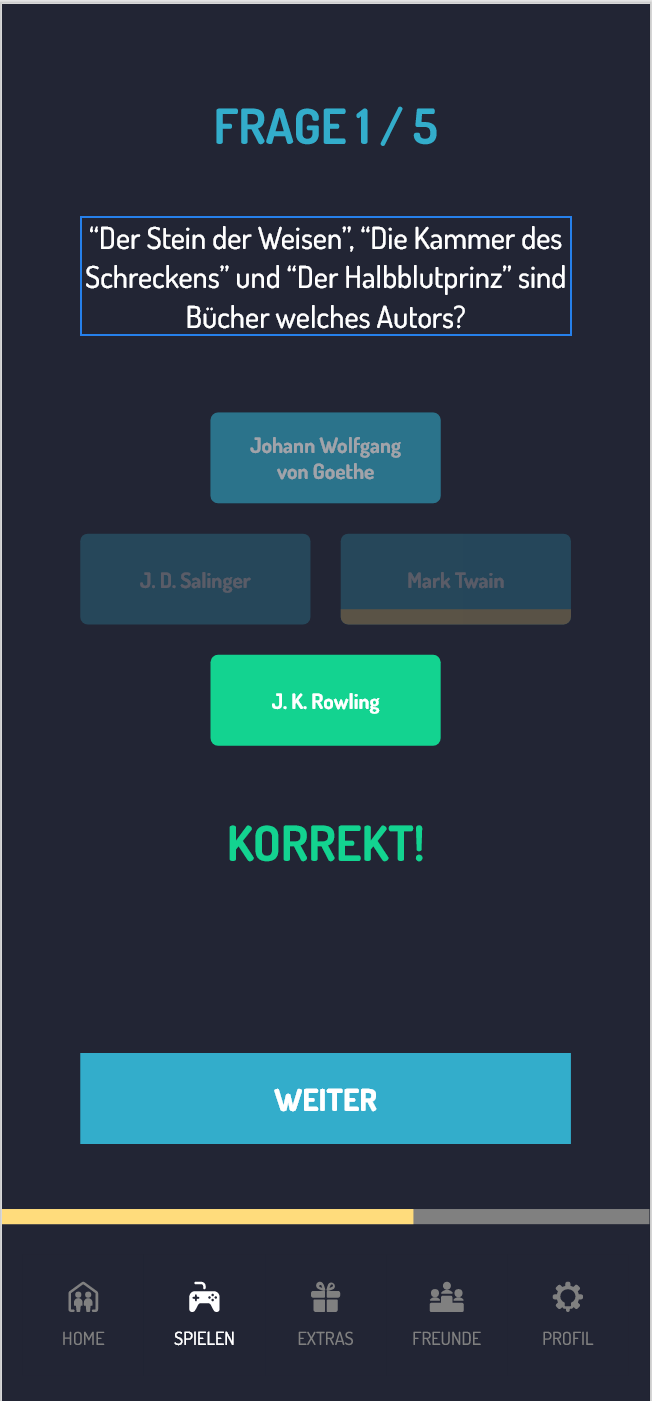 FRAGE 1 / 5
“Der Stein der Weisen”, “Die Kammer des
Schreckens” und “Der Halbblutprinz” sind
Bücher welches Autors?
Johann Wolfgang
von Goethe
J. D. Salinger
Mark Twain
J. K. Rowling
KORREKT!
WEITER
HOME
SPIELEN
EXTRAS
FREUNDE
PROFIL